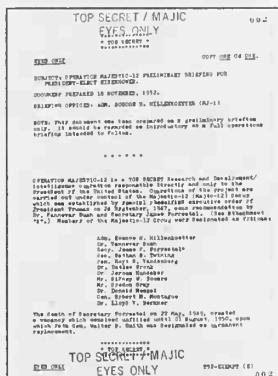 TOP SECRET / MAJIC
EYES ONLY
002
* TOP SECRET *
EYES ONLY
COPY ONE OF ONE.
SUBJECT: OPERATION MAJESTIC-12 PRELIMINARY BRIEFING FOR
PRESIDENT-ELECT EISENHOWER.
DOCUMENT PREPARED 18 NOVEMBER, 1952.
BRIEFING OFFICER: ADM. ROSCOE H. HILLENKOETTER (MJ-1)
NOTE: This document has been prepared as a preliminary briefing
only. It should be regarded as introductory to a full operations
briefing intended to follow.
* * * * * *
OPERATION MAJESTIC-12 is a TOP SECRET Research and Development/
Intelligence operation responsible directly and only to the
President of the United States. Operations of the project are
carried out under control of the Majestic-12 (Majic-12) Group
which was established by special classified executive order of
President Truman on 24 September, 1947, upon recommendation by
Dr. Vannevar Bush and Secretary James Forrestal. (See Attachment
"A".) Members of the Majestic-12 Group were designated as follows:
Adm. Roscoe H. Hillenkoetter
Dr. Vannevar Bush
Secy. James V. Forrestal*
Gen. Nathan F. Twining
Gen. Hoyt S. Vandenberg
Dr. Detlev Bronk
Dr. Jerome Hunsaker
Mr. Sidney W. Souers
Mr. Gordon Gray
Dr. Donald Menzel
Gen. Robert M. Montague
Dr. Lloyd V. Berkner
The death of Secretary Forrestal on 22 May, 1949, created
a vacancy which remained unfilled until 01 August, 1950, upon
which date Gen. Walter B. Smith was designated as permanent
replacement.
* TOP SECRET *
TOP SECRET / MAJIC
EYES ONLY
EYES ONLY
T52-EXEMPT (E)
002